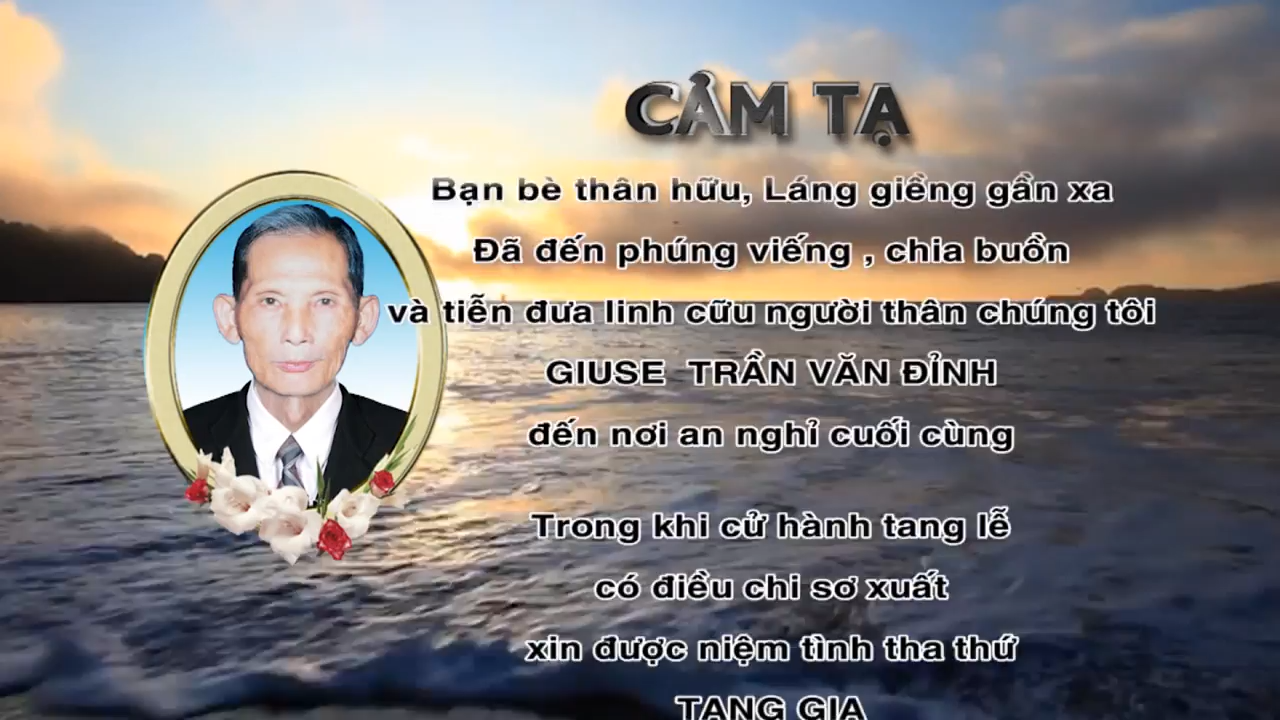 CẢM TẠ
Bạn bè thân hữu, Láng giềng gần xa
Đã đến phúng viếng , chia buồn
và tiễn đưa linh cữu người thân chúng tôi
GIUSE TRẦN VĂN ĐỈNH
đến nơi an nghỉ cuối cùng
Trong khi cử hành tang lễ
có điều chi sơ xuất
xin được niệm tình tha thứ
TANG GIA